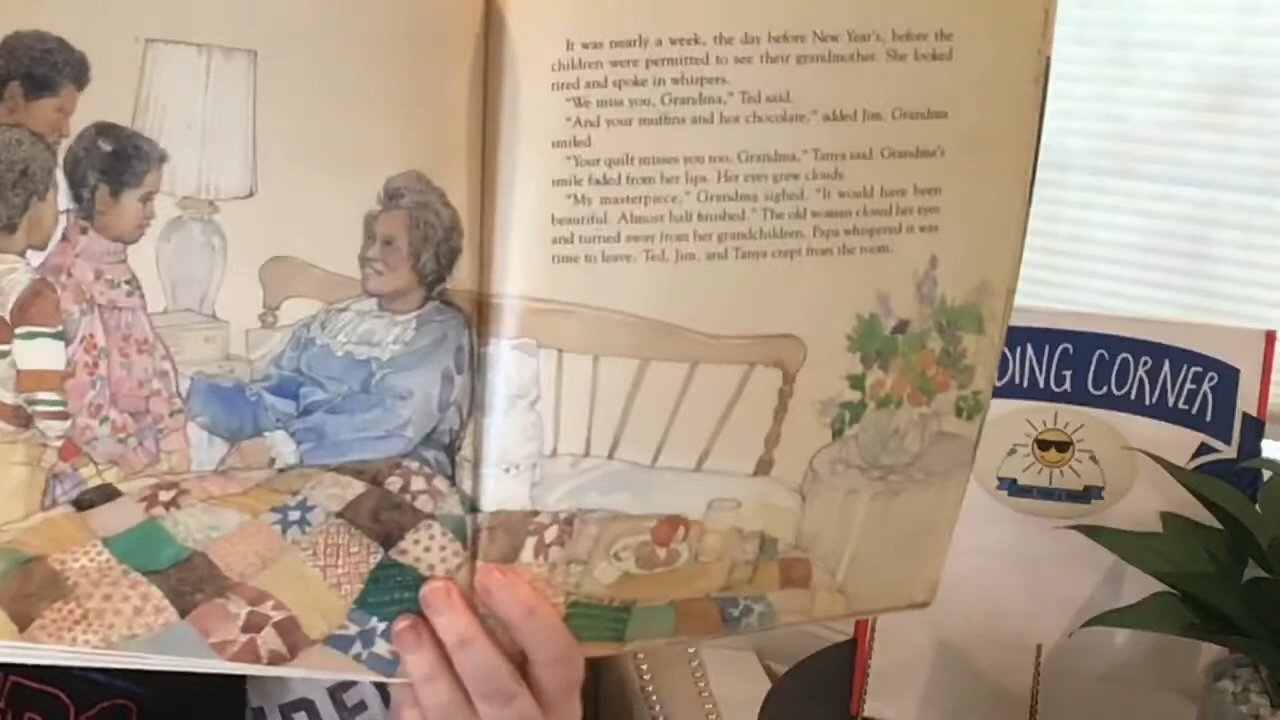 It was nearly a week, the day before New Year's, before the
children were permitted to see their grandmother. She looked
tired and spoke in whispers.
"We miss you, Grandma," Ted said.
"And your muffins and hot chocolate," added Jim. Grandma
smiled.
"Your quilt misses you too, Grandma," Tanya said. Grandma's
smile faded from her lips. Her eyes grew cloudy.
"My masterpiece," Grandma sighed. "It would have been
beautiful. Almost half finished." The old woman closed her eyes
and turned away from her grandchildren. Papa whispered it was
time to leave. Ted, Jim, and Tanya crept from the room.
DING CORNER